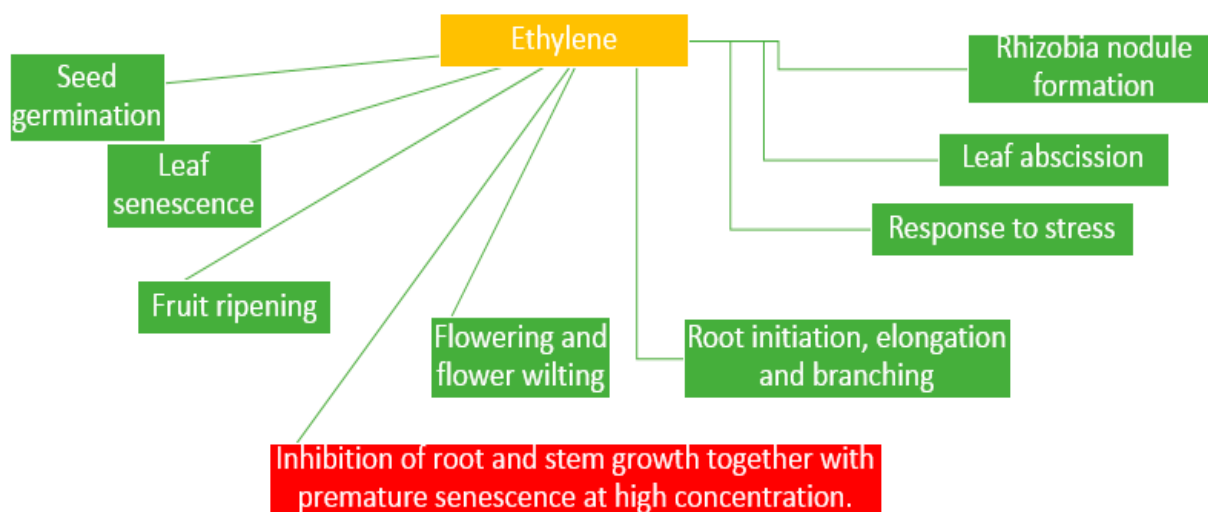 Ethylene
Seed
germination
Leaf
senescence
Fruit ripening
Flowering and
flower wilting
Inhibition of root and stem growth together with
premature senescence at high concentration.
Root initiation, elongation
and branching
Response to stress
Leaf abscission
Rhizobia nodule
formation